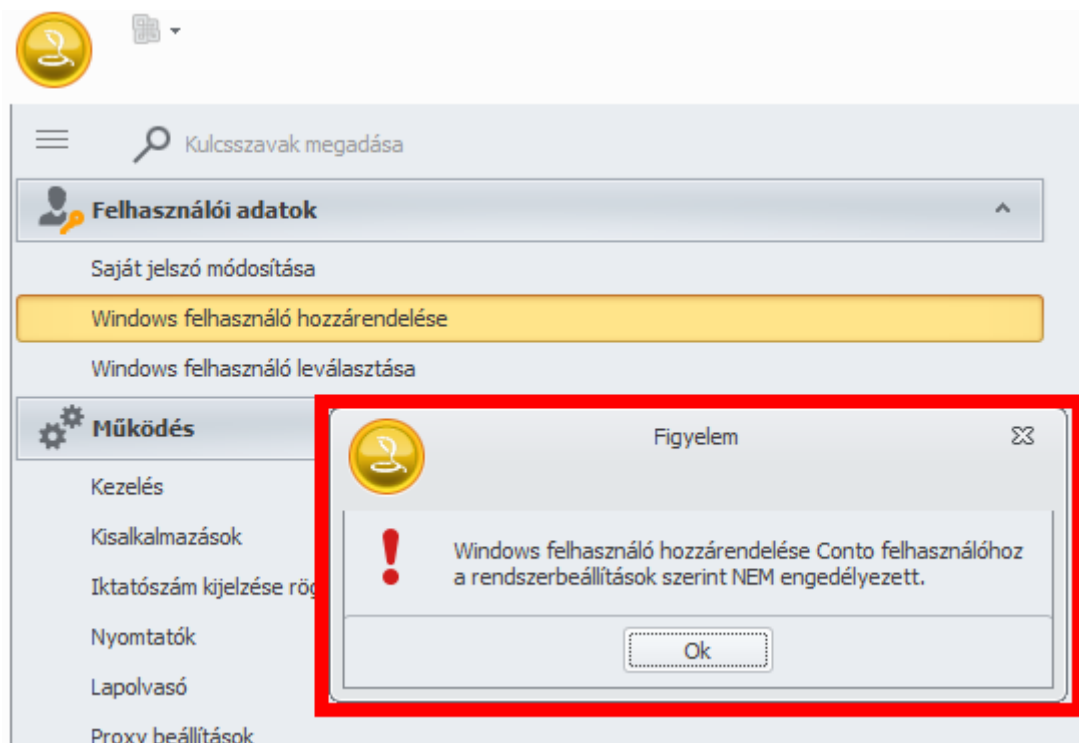 Kulcsszavak megadása
Felhasználói adatok
Saját jelszó módosítása
Windows felhasználó hozzárendelése
Windows felhasználó leválasztása
Működés
Kezelés
Kisalkalmazások
Iktatószám kijelzése
Nyomtatók
Lapolvasó
Proxy beállítások
Figyelem
Windows felhasználó hozzárendelése Conto felhasználóhoz
a rendszerbeállítások szerint NEM engedélyezett.
Ok